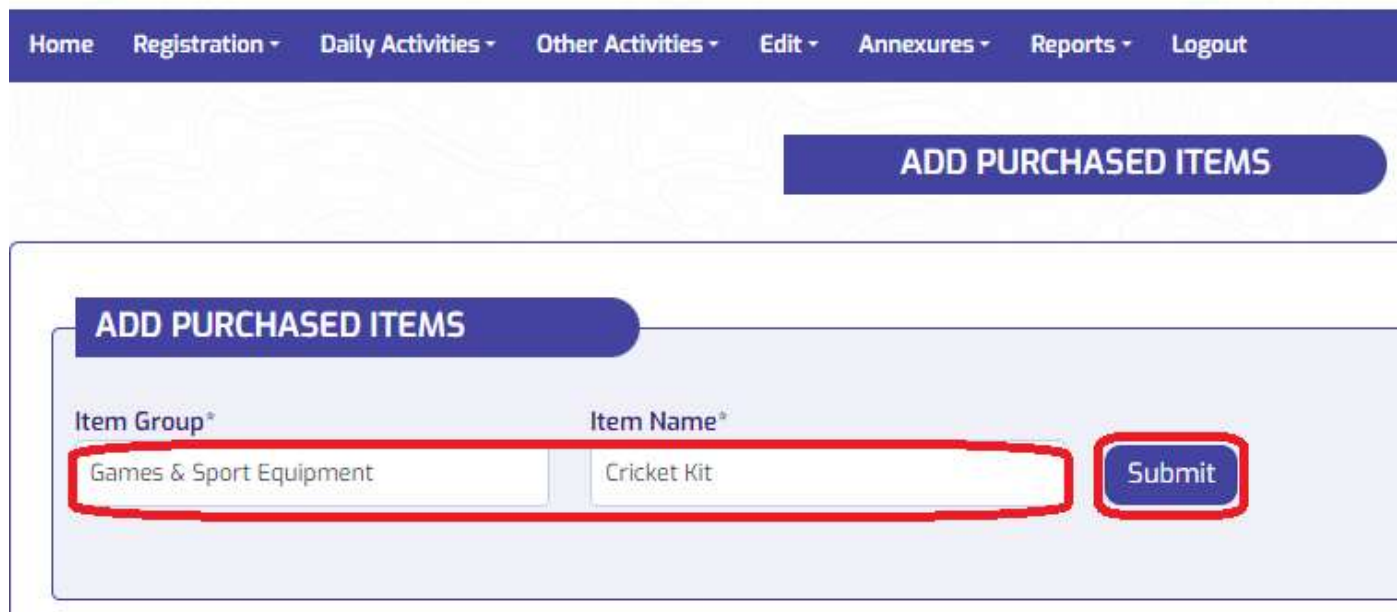 Home Registration Daily Activities Other Activities Edit Annexures Reports Logout
ADD PURCHASED ITEMS
ADD PURCHASED ITEMS
Item Group* Item Name*
Games & Sport Equipment Cricket Kit Submit